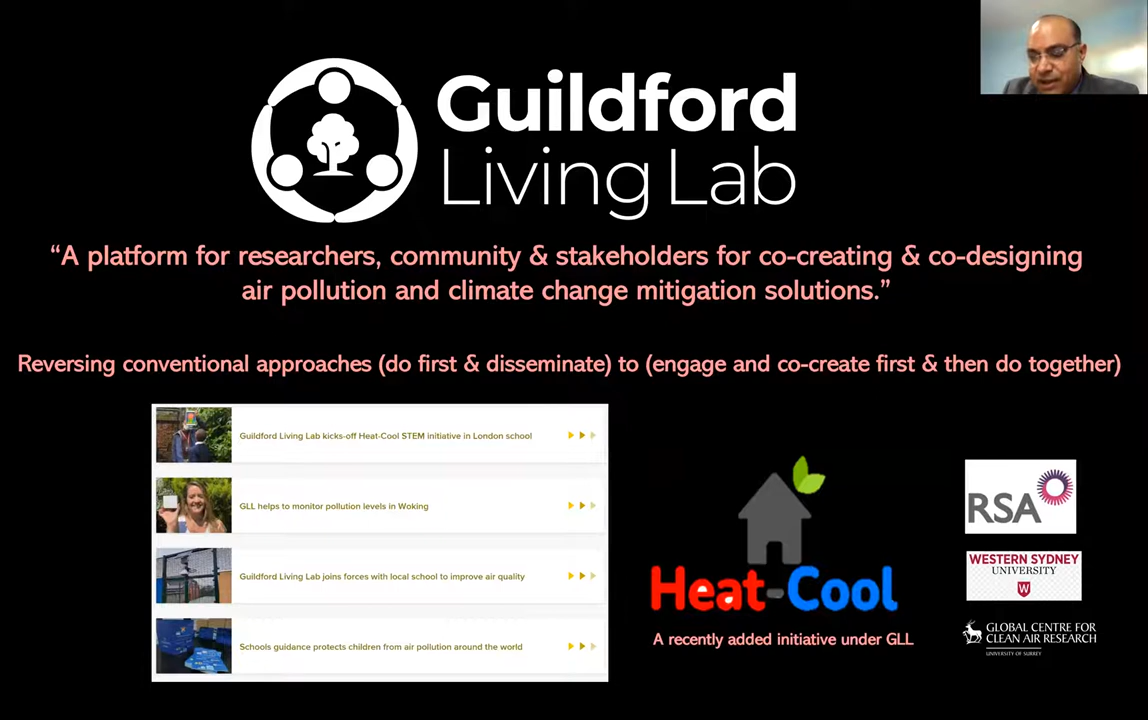 Guildford
Living Lab
“A platform for researchers, community & stakeholders for co-creating & co-designing
air pollution and climate change mitigation solutions.”
Reversing conventional approaches (do first & disseminate) to (engage and co-create first & then do together)
Guildford Living Lab kicks-off Heat-Cool STEM initiative in London school
GLL helps to monitor pollution levels in Woking
Guildford Living Lab joins forces with local school to improve air quality
Schools guidance protects children from air pollution around the world
Heat-Cool
A recently added initiative under GLL
RSA
WESTERN SYDNEY
UNIVERSITY
W
GLOBAL CENTRE FOR
CLEAN AIR RESEARCH
UNIVERSITY OF SURREY